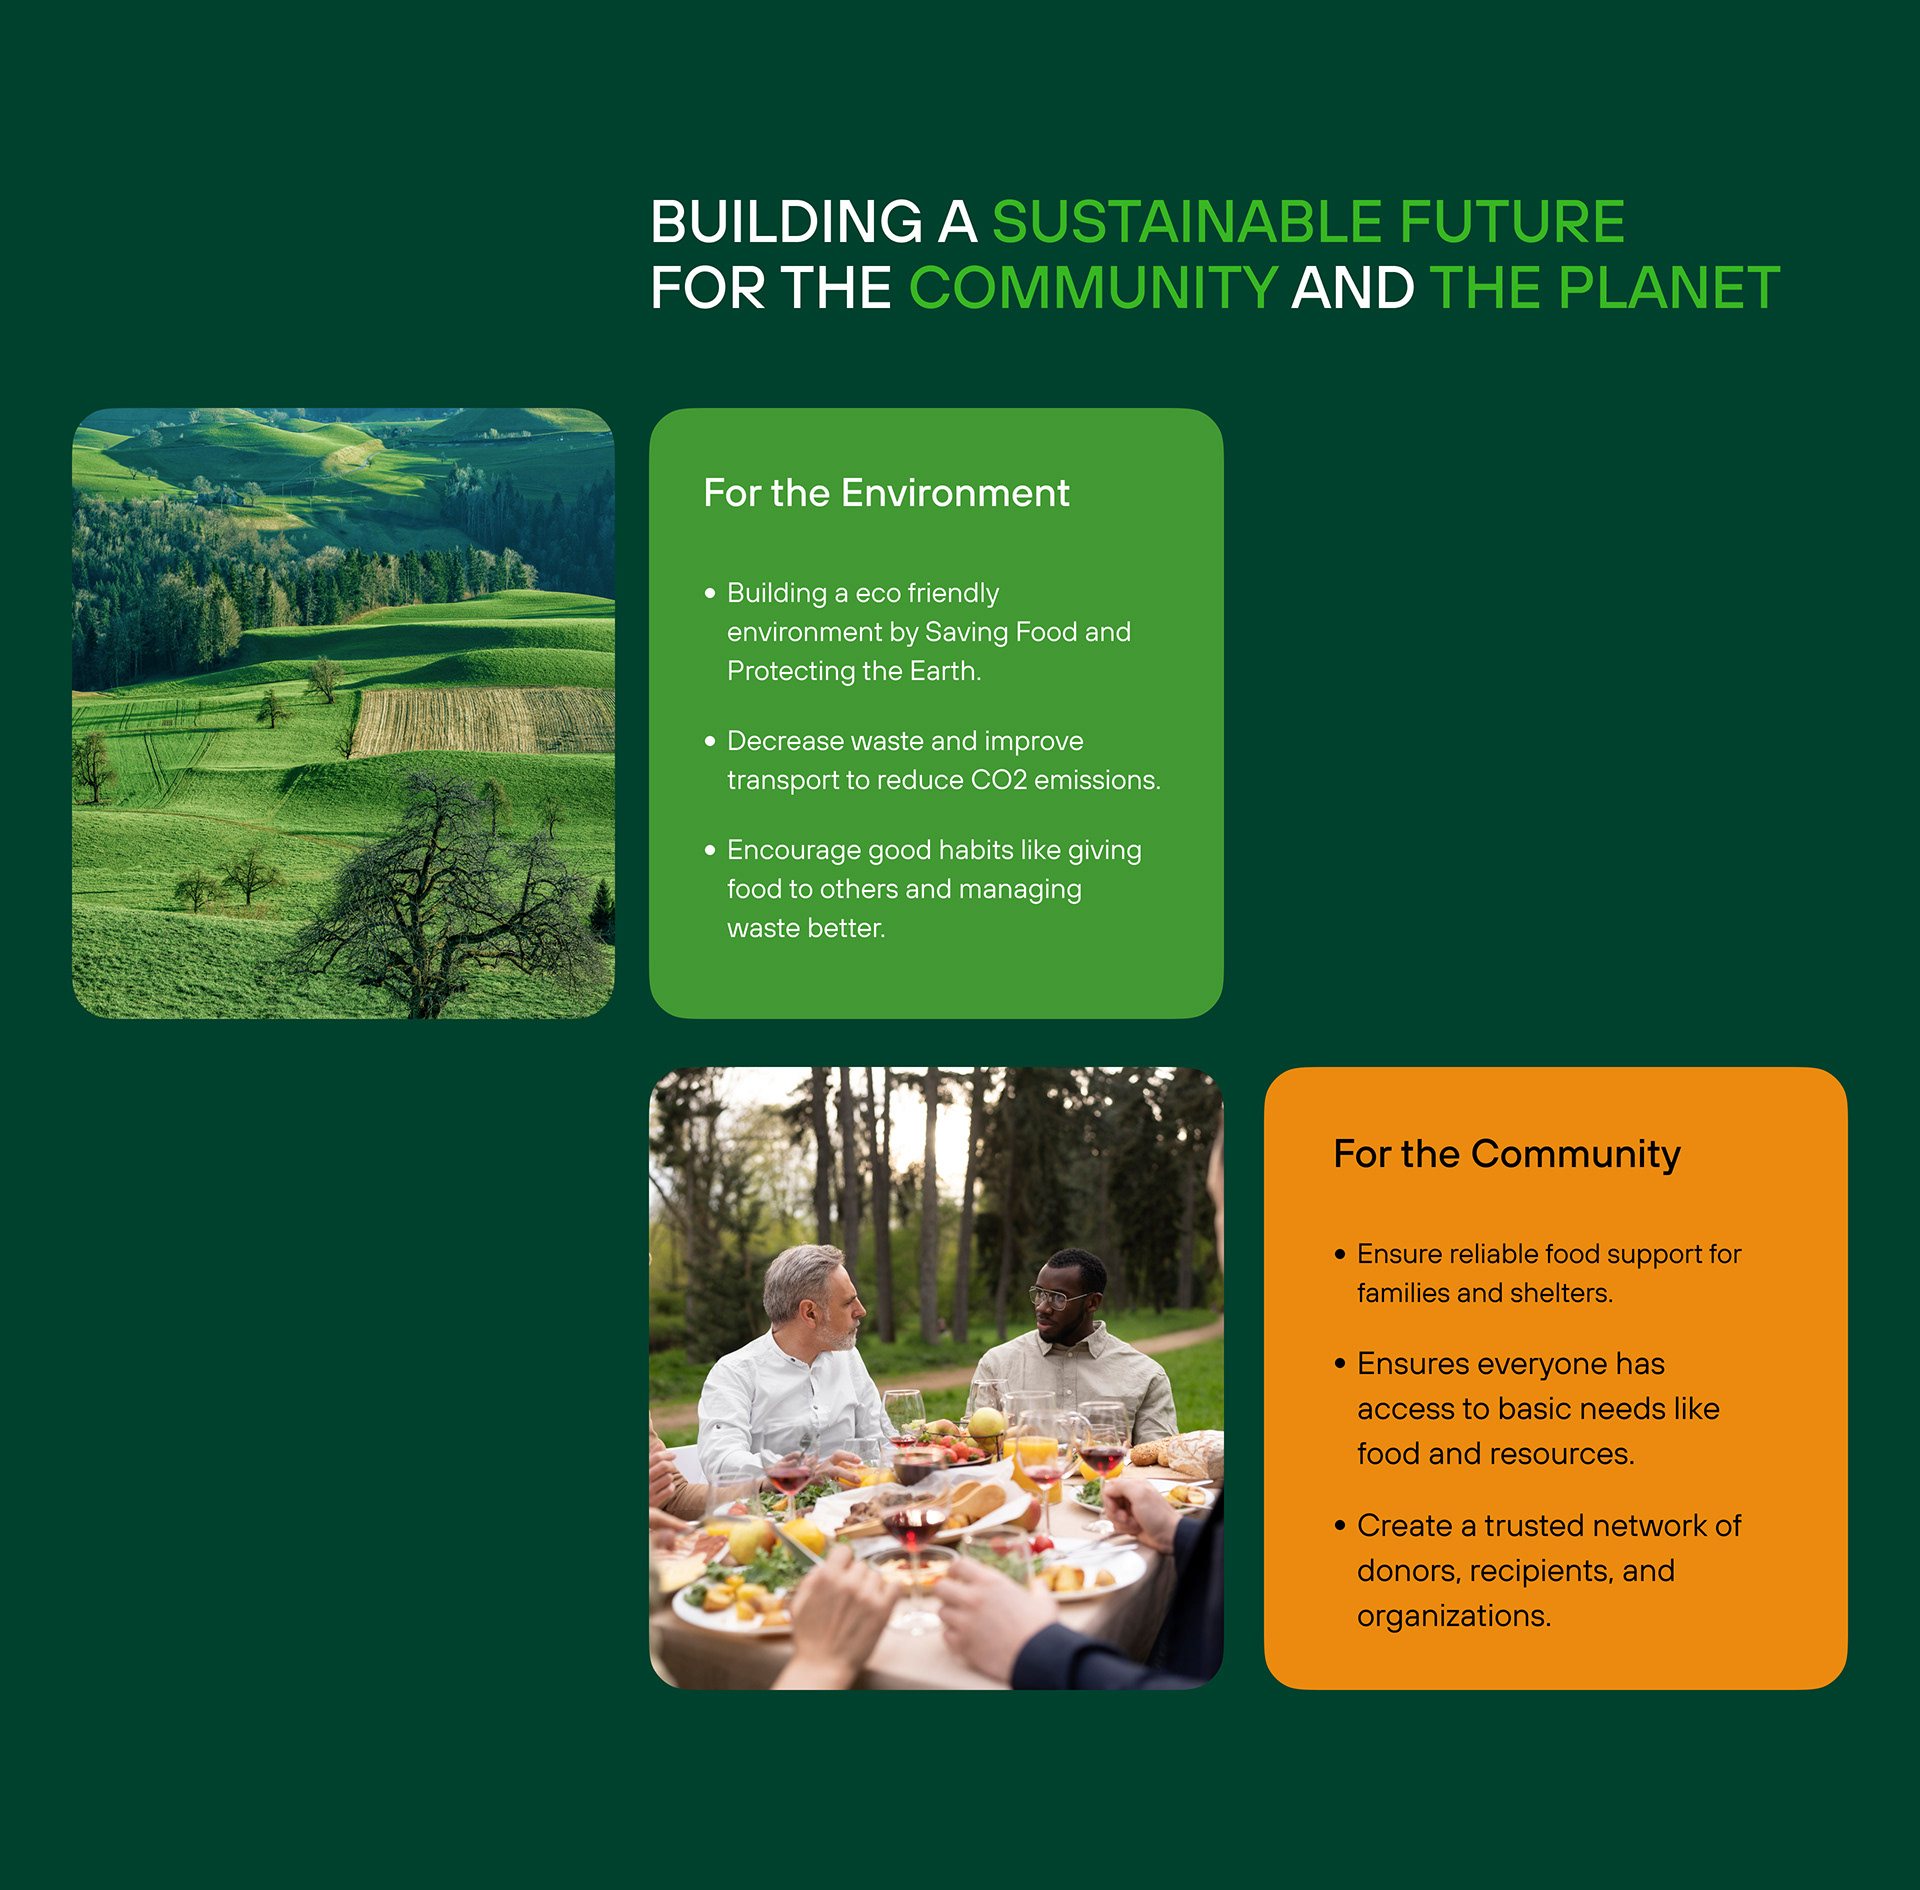 BUILDING A SUSTAINABLE FUTURE
FOR THE COMMUNITY AND THE PLANET
For the Environment
• Building a eco friendly
environment by Saving Food and
Protecting the Earth.
• Decrease waste and improve
transport to reduce CO2 emissions.
• Encourage good habits like giving
food to others and managing
waste better.
For the Community
• Ensure reliable food support for
families and shelters.
• Ensures everyone has
access to basic needs like
food and resources.
• Create a trusted network of
donors, recipients, and
organizations.